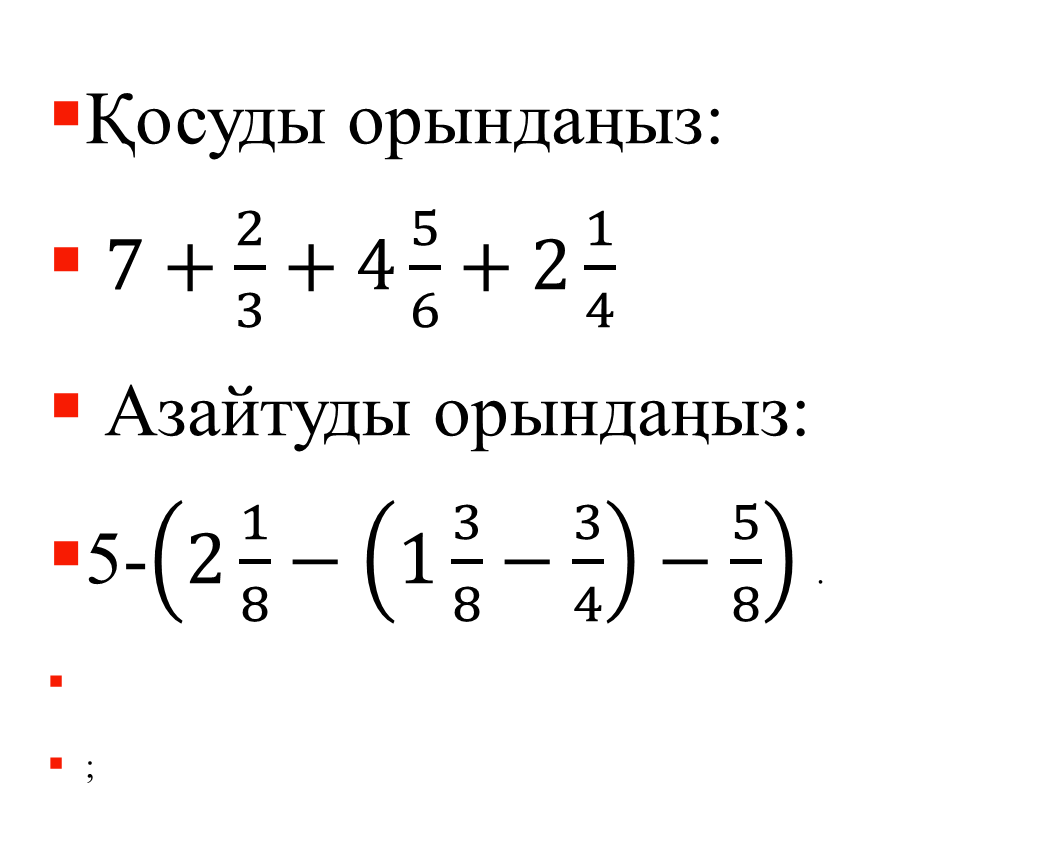 ▪Қосуды орындаңыз:
▪ 7 + 2/3 + 4 5/6 + 2 1/4
▪ Азайтуды орындаңыз:
▪5-(2 1/8 − (1 3/8 − 3/4) − 5/8) .
▪
▪ ;